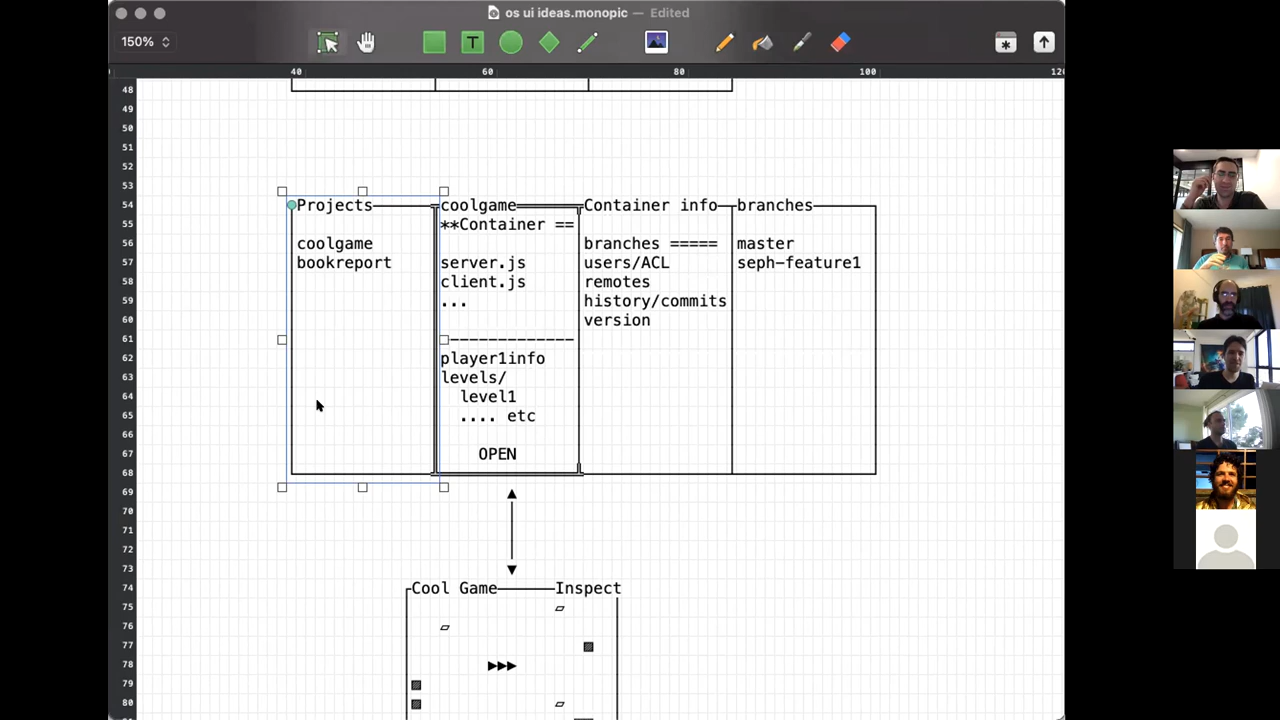 os ui ideas.monopic — Edited
150%
T
40 60 80 100 120
48
49
50
51
52
53
54
55
56
57
58
59
60
61
62
63
64
65
66
67
68
69
70
71
72
73
74
75
76
77
78
79
80
Projects
coolgame
bookreport
coolgame
**Container ==
server.js
client.js
...
-------------
player1info
levels/
level1
.... etc
OPEN
Container info
branches =====
users/ACL
remotes
history/commits
version
branches
master
seph-feature1
Cool Game
Inspect